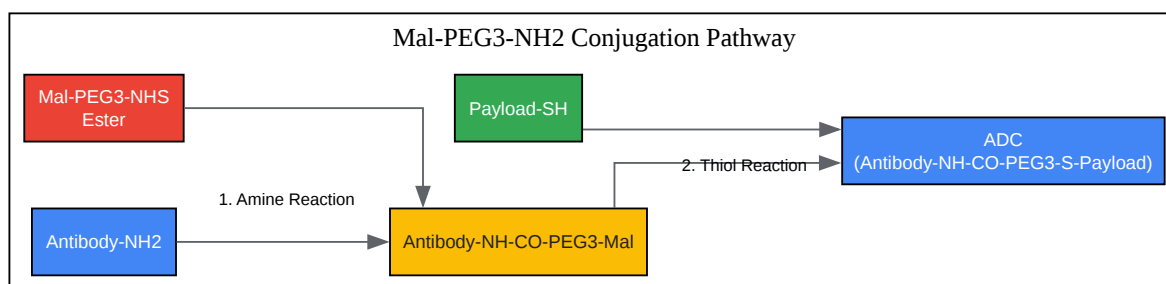 Mal-PEG3-NH2 Conjugation Pathway
Mal-PEG3-NHS
Ester
Payload-SH
ADC
(Antibody-NH-CO-PEG3-S-Payload)
2. Thiol Reaction
1. Amine Reaction
Antibody-NH2
Antibody-NH-CO-PEG3-Mal